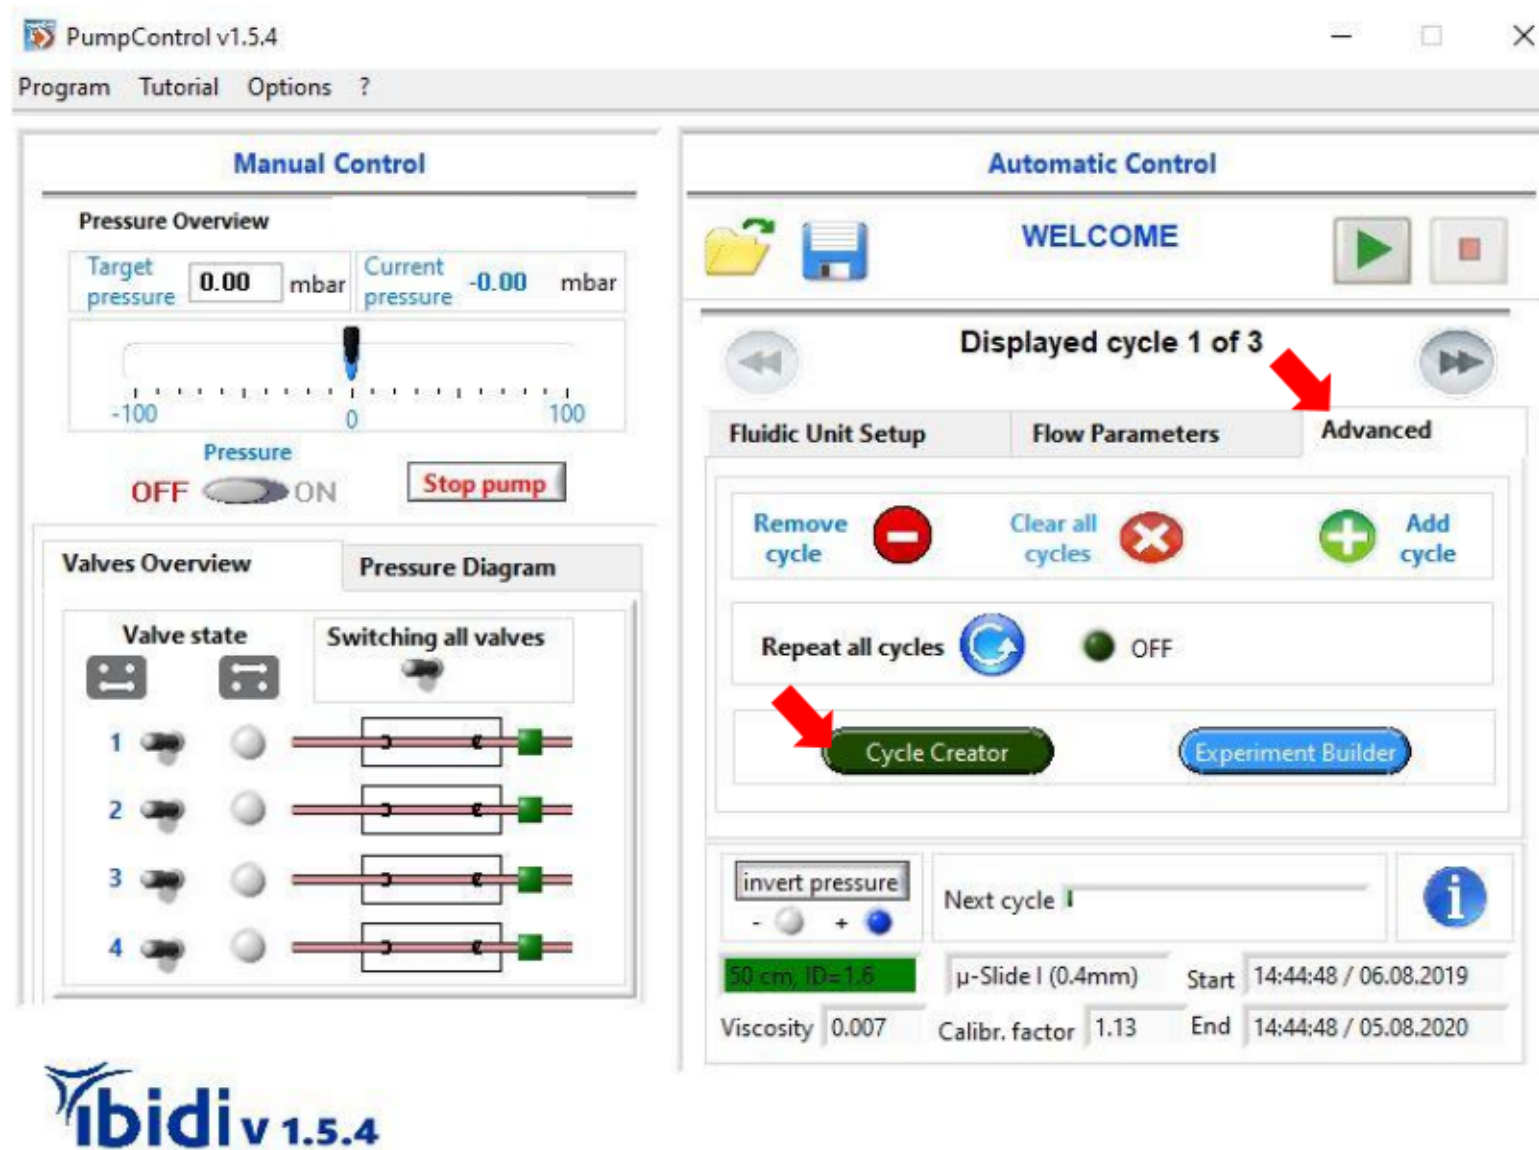 PumpControl v1.5.4
Program Tutorial Options ?
Manual Control
Pressure Overview
Target pressure 0.00 mbar
Current pressure -0.00 mbar
-100 0 100
Pressure
OFF ON
Stop pump
Valves Overview
Pressure Diagram
Valve state
Switching all valves
1
2
3
4
Automatic Control
WELCOME
Displayed cycle 1 of 3
Fluidic Unit Setup
Flow Parameters
Advanced
Remove cycle
Clear all cycles
Add cycle
Repeat all cycles
OFF
Cycle Creator
Experiment Builder
invert pressure
- +
Next cycle
i
50 cm, ID=1.6
µ-Slide I (0.4mm)
Start 14:44:48 / 06.08.2019
Viscosity 0.007
Calibr. factor 1.13
End 14:44:48 / 05.08.2020
ibidi v 1.5.4